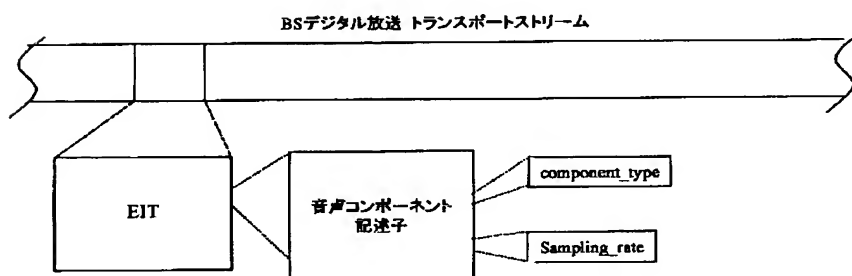 BSデジタル放送 トランスポートストリーム
EIT
音声コンポーネント
記述子
component_type
Sampling_rate